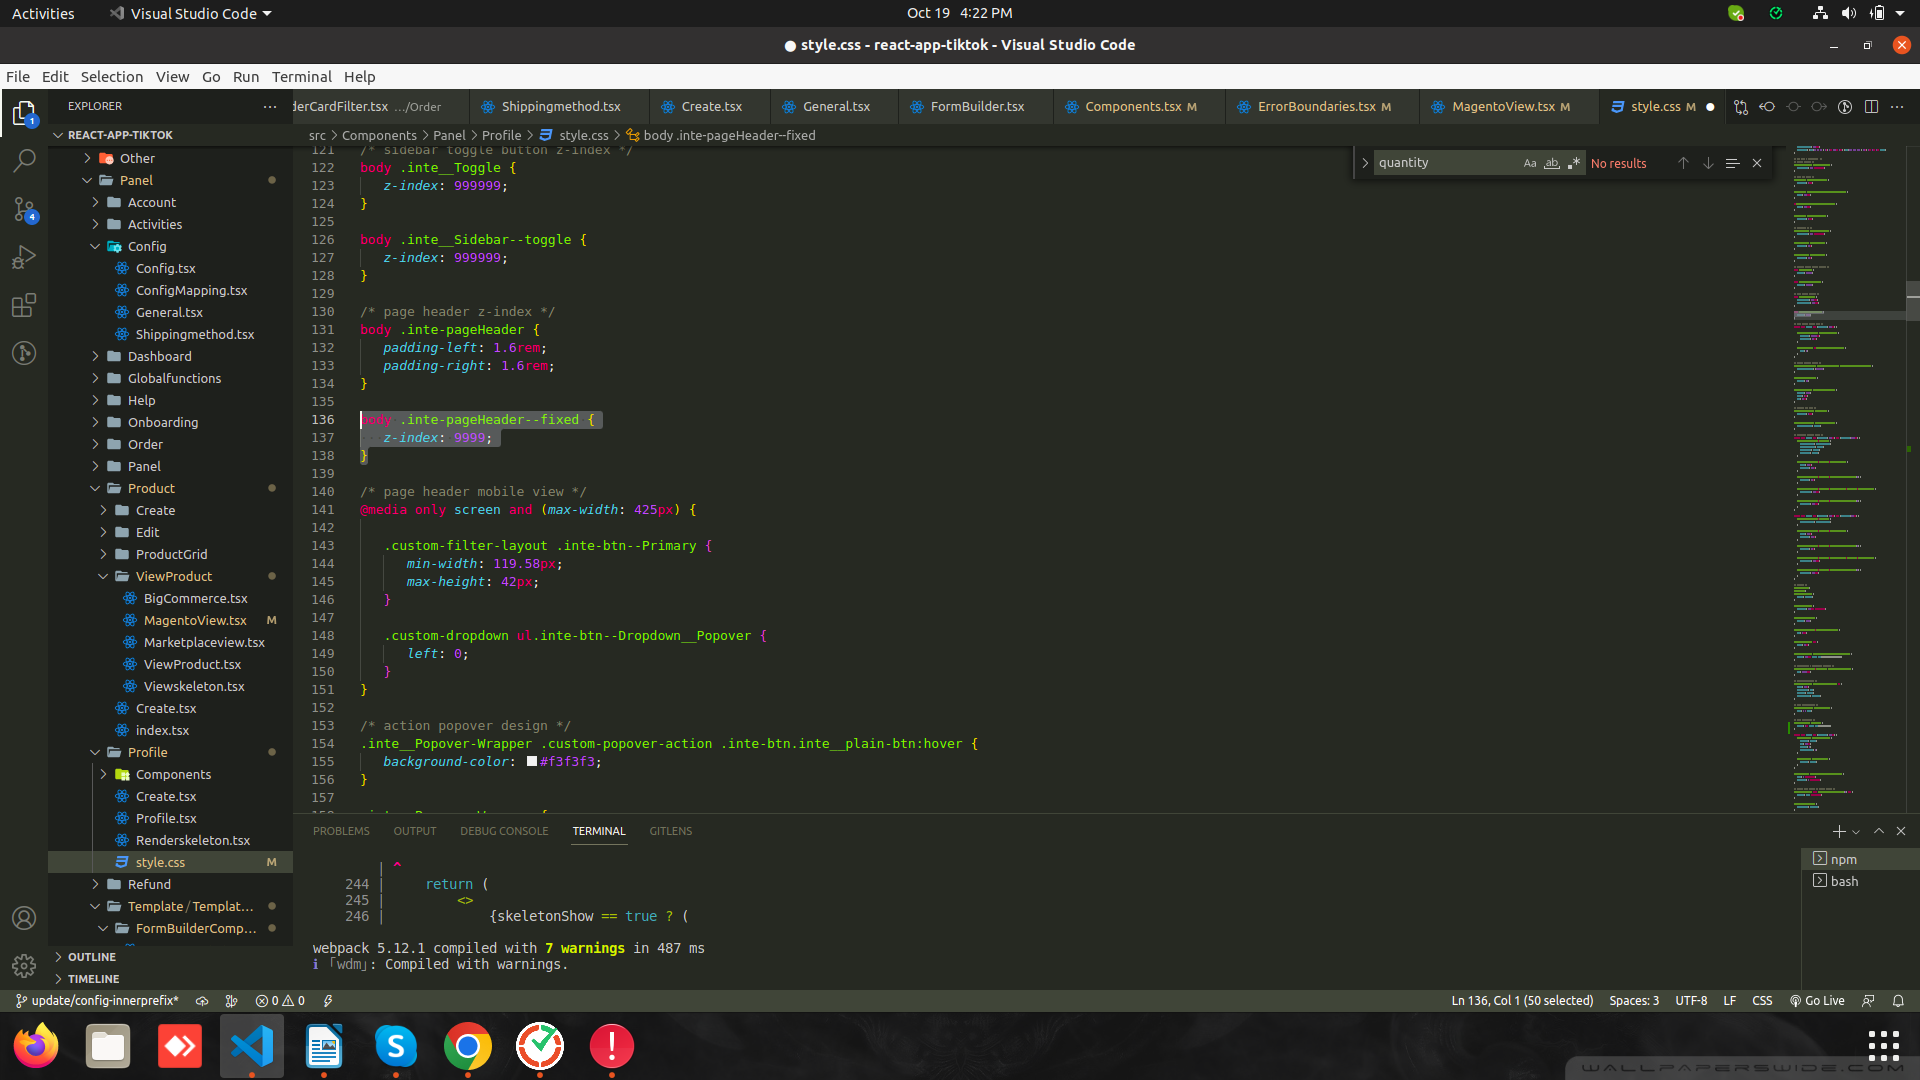 Activities
Visual Studio Code
Oct 19 4:22 PM
style.css - react-app-tiktok - Visual Studio Code
File Edit Selection View Go Run Terminal Help
EXPLORER
derCardFilter.tsx …/Order
Shippingmethod.tsx
Create.tsx
General.tsx
FormBuilder.tsx
Components.tsx M
ErrorBoundaries.tsx M
MagentoView.tsx M
style.css M
src > Components > Panel > Profile > style.css > body .inte-pageHeader--fixed
quantity
Aa ab .*
No results
1
4
REACT-APP-TIKTOK
Other
Panel
Account
Activities
Config
Config.tsx
ConfigMapping.tsx
General.tsx
Shippingmethod.tsx
Dashboard
Globalfunctions
Help
Onboarding
Order
Panel
Product
Create
Edit
ProductGrid
ViewProduct
BigCommerce.tsx
MagentoView.tsx M
Marketplaceview.tsx
ViewProduct.tsx
Viewskeleton.tsx
Create.tsx
index.tsx
Profile
Components
Create.tsx
Profile.tsx
Renderskeleton.tsx
style.css M
Refund
Template / Templat...
FormBuilderComp...
OUTLINE
TIMELINE
121 /* sidebar toggle button z-index */
122 body .inte__Toggle {
123 z-index: 999999;
124 }
125
126 body .inte__Sidebar--toggle {
127 z-index: 999999;
128 }
129
130 /* page header z-index */
131 body .inte-pageHeader {
132 padding-left: 1.6rem;
133 padding-right: 1.6rem;
134 }
135
136 body .inte-pageHeader--fixed {
137 z-index: 9999;
138 }
139
140 /* page header mobile view */
141 @media only screen and (max-width: 425px) {
142
143 .custom-filter-layout .inte-btn--Primary {
144 min-width: 119.58px;
145 max-height: 42px;
146 }
147
148 .custom-dropdown ul.inte-btn--Dropdown__Popover {
149 left: 0;
150 }
151 }
152
153 /* action popover design */
154 .inte__Popover-Wrapper .custom-popover-action .inte-btn.inte__plain-btn:hover {
155 background-color: #f3f3f3;
156 }
157
PROBLEMS OUTPUT DEBUG CONSOLE TERMINAL GITLENS
| ^
244 | return (
245 | <>
246 | {skeletonShow == true ? (
webpack 5.12.1 compiled with 7 warnings in 487 ms
ℹ ｢wdm｣: Compiled with warnings.
npm
bash
update/config-innerprefix*
0 0
Ln 136, Col 1 (50 selected)
Spaces: 3
UTF-8
LF
CSS
Go Live
WALLPAPERSWIDE.COM